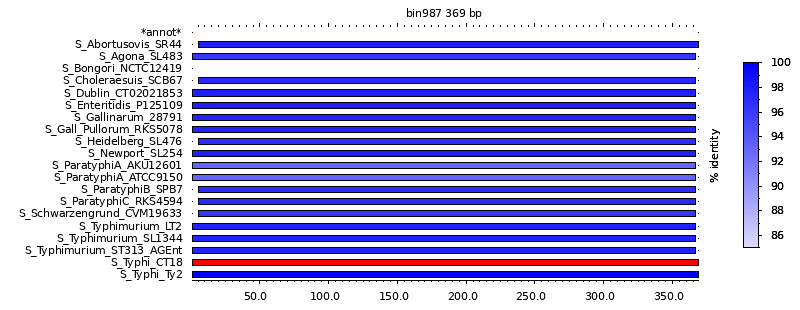 bin987 369 bp
*annot*
S_Abortusovis_SR44
S_Agona_SL483
S_Bongori_NCTC12419
S_Choleraesuis_SCB67
S_Dublin_CT02021853
S_Enteritidis_P125109
S_Gallinarum_28791
S_Gall_Pullorum_RKS5078
S_Heidelberg_SL476
S_Newport_SL254
S_ParatyphiA_AKU12601
S_ParatyphiA_ATCC9150
S_ParatyphiB_SPB7
S_ParatyphiC_RKS4594
S_Schwarzengrund_CVM19633
S_Typhimurium_LT2
S_Typhimurium_SL1344
S_Typhimurium_ST313_AGEnt
S_Typhi_CT18
S_Typhi_Ty2
50.0 100.0 150.0 200.0 250.0 300.0 350.0
100
98
96
94
92
90
88
86
% identity